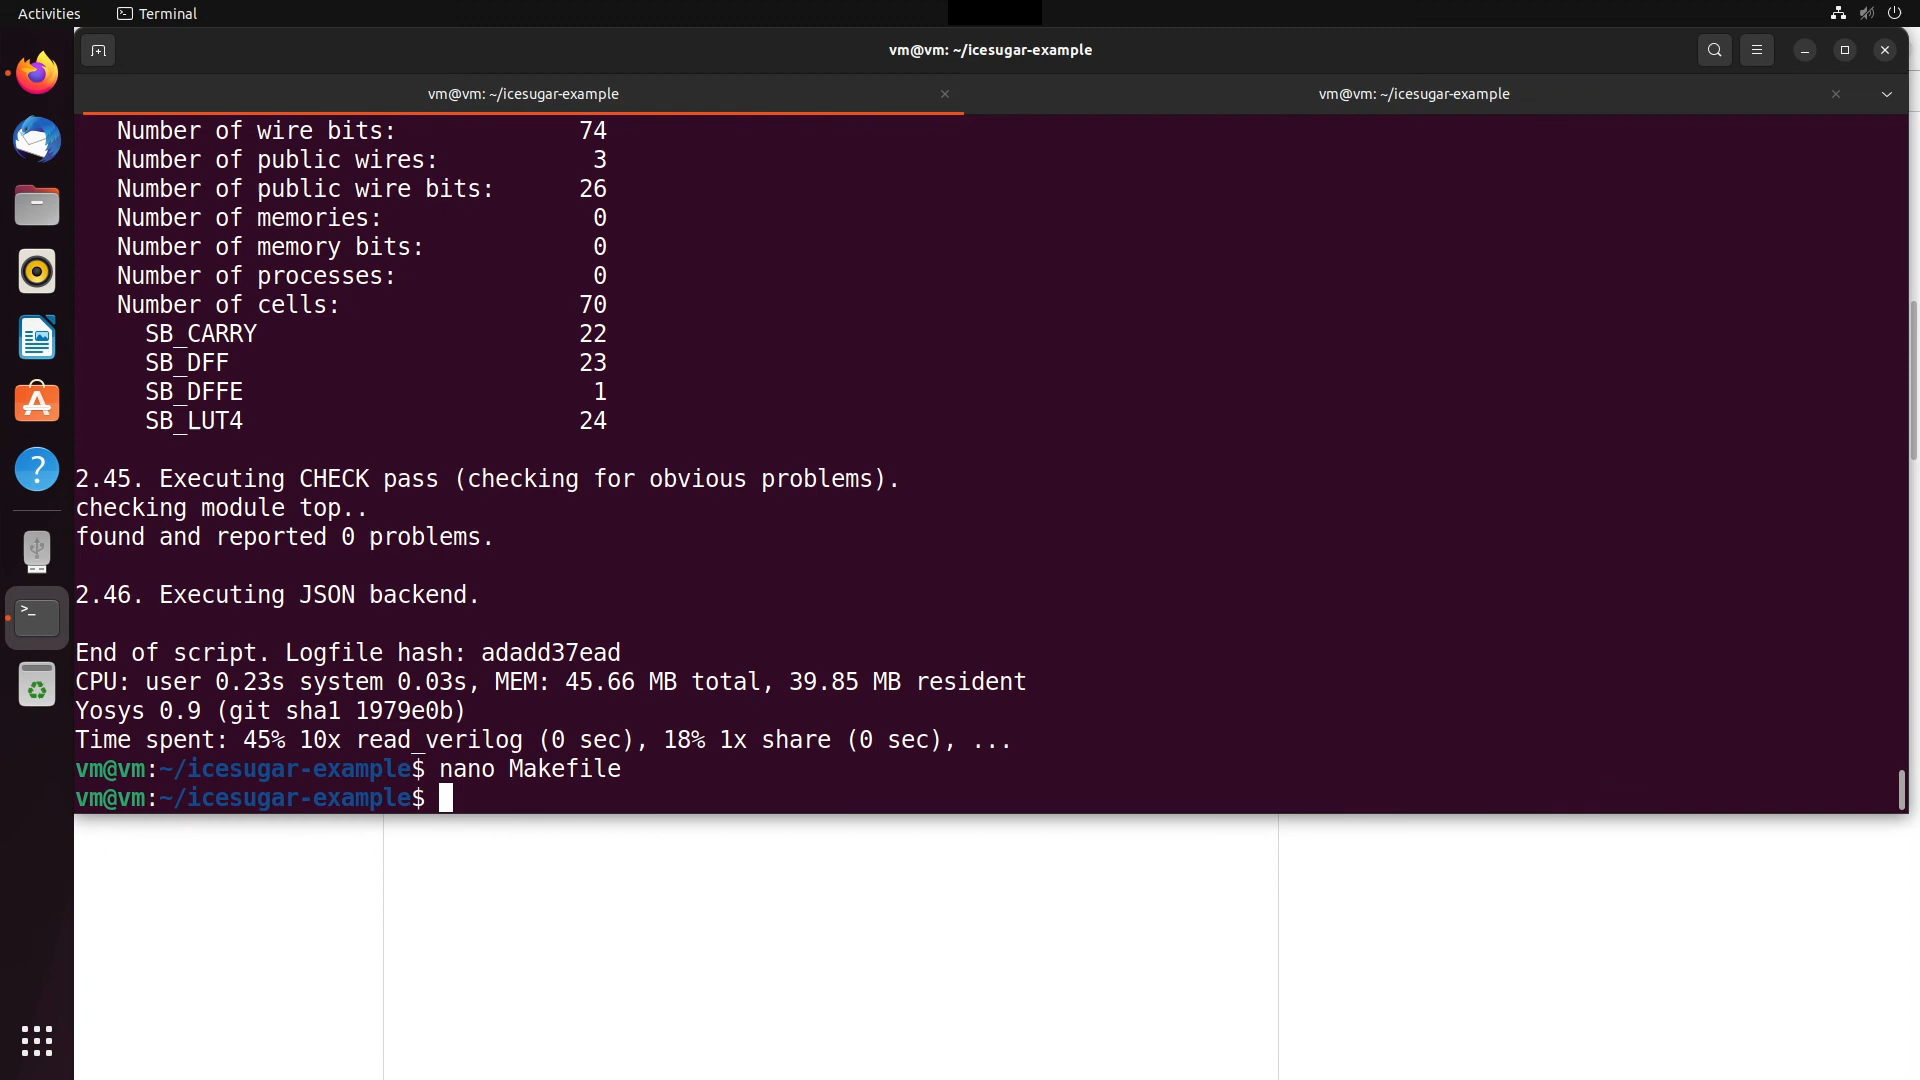 Activities Terminal
vm@vm: ~/icesugar-example
vm@vm: ~/icesugar-example vm@vm: ~/icesugar-example
Number of wire bits: 74
Number of public wires: 3
Number of public wire bits: 26
Number of memories: 0
Number of memory bits: 0
Number of processes: 0
Number of cells: 70
SB_CARRY 22
SB_DFF 23
SB_DFFE 1
SB_LUT4 24
2.45. Executing CHECK pass (checking for obvious problems).
checking module top..
found and reported 0 problems.
2.46. Executing JSON backend.
End of script. Logfile hash: adadd37ead
CPU: user 0.23s system 0.03s, MEM: 45.66 MB total, 39.85 MB resident
Yosys 0.9 (git sha1 1979e0b)
Time spent: 45% 10x read_verilog (0 sec), 18% 1x share (0 sec), ...
vm@vm:~/icesugar-example$ nano Makefile
vm@vm:~/icesugar-example$